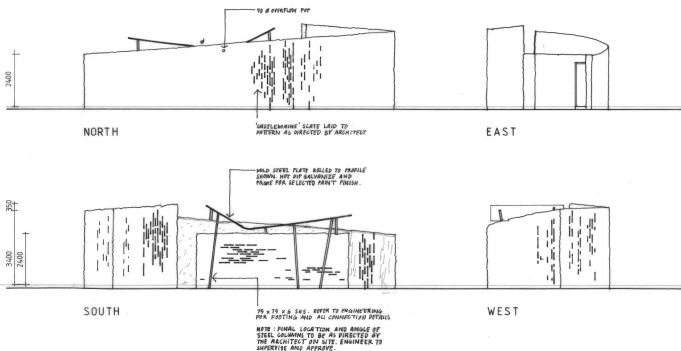 90 Ø OVERFLOW POP
2400
'CASTLEMAINE' SLATE LAID TO
PATTERN AS DIRECTED BY ARCHITECT
NORTH
EAST
MILD STEEL PLATE ROLLED TO PROFILE
SHOWN. HOT DIP GALVANIZE AND
PRIME FOR SELECTED PAINT FINISH.
350
3400
2400
SOUTH
75 x 75 x 6 SHS. REFER TO ENGINEERING
FOR FOOTING AND ALL CONNECTION DETAILS
NOTE : FINAL LOCATION AND ANGLE OF
STEEL COLUMNS TO BE AS DIRECTED BY
THE ARCHITECT ON SITE. ENGINEER TO
SUPERVISE AND APPROVE.
WEST